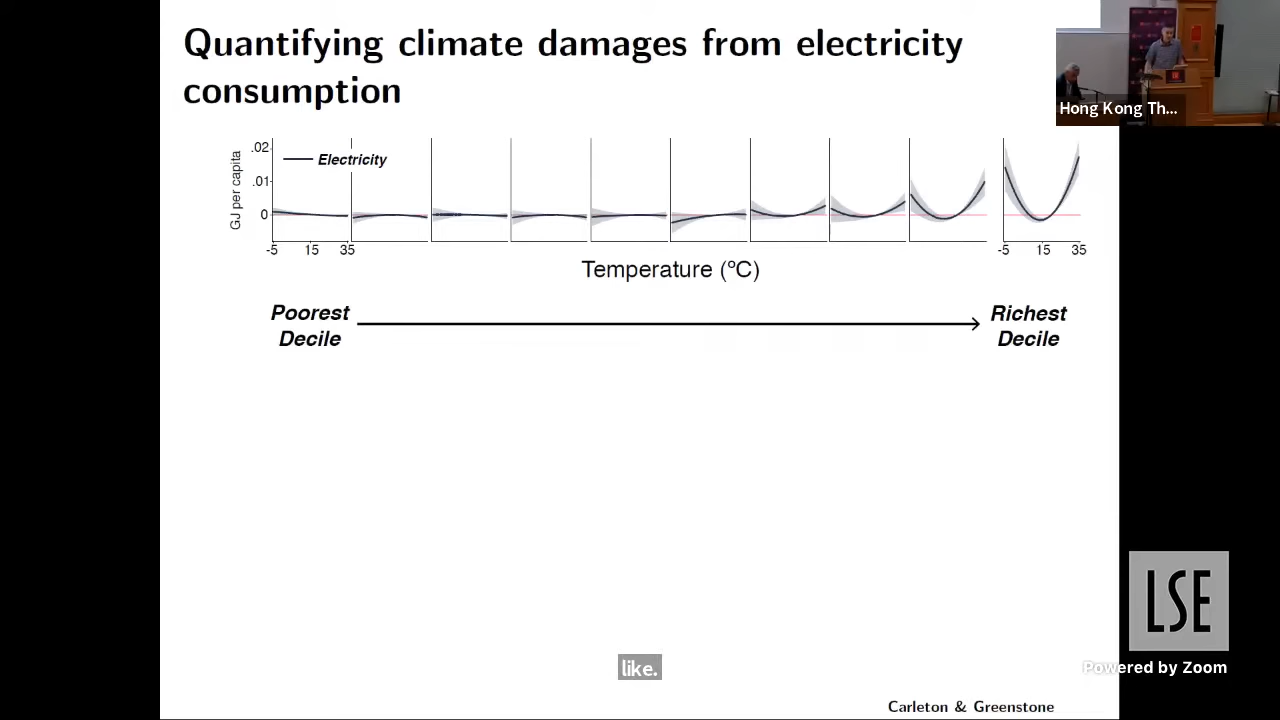 Quantifying climate damages from electricity
consumption
Hong Kong Th...
GJ per capita
.02
.01
0
Electricity
-5 15 35
-5 15 35
Temperature (ºC)
Poorest
Decile
Richest
Decile
LSE
Powered by Zoom
like.
Carleton & Greenstone